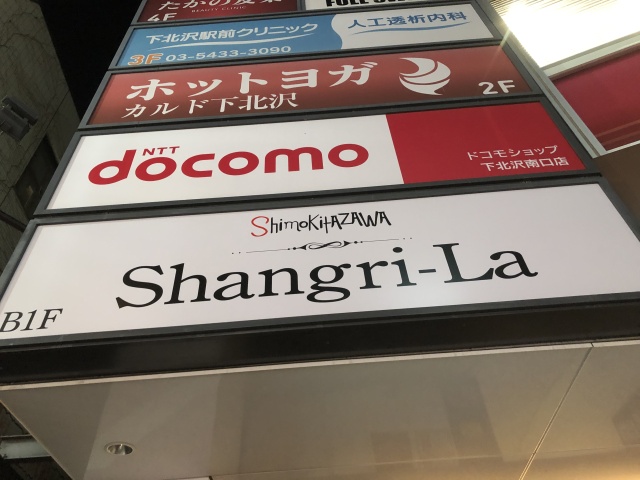 たかの友梨
BEAUTY CLINIC
4F
下北沢駅前クリニック
人工透析内科
3F 03-5433-3090
ホットヨガ
カルド下北沢
2F
NTT
docomo
ドコモショップ
下北沢南口店
ShimoKitAZAWA
Shangri-La
B1F